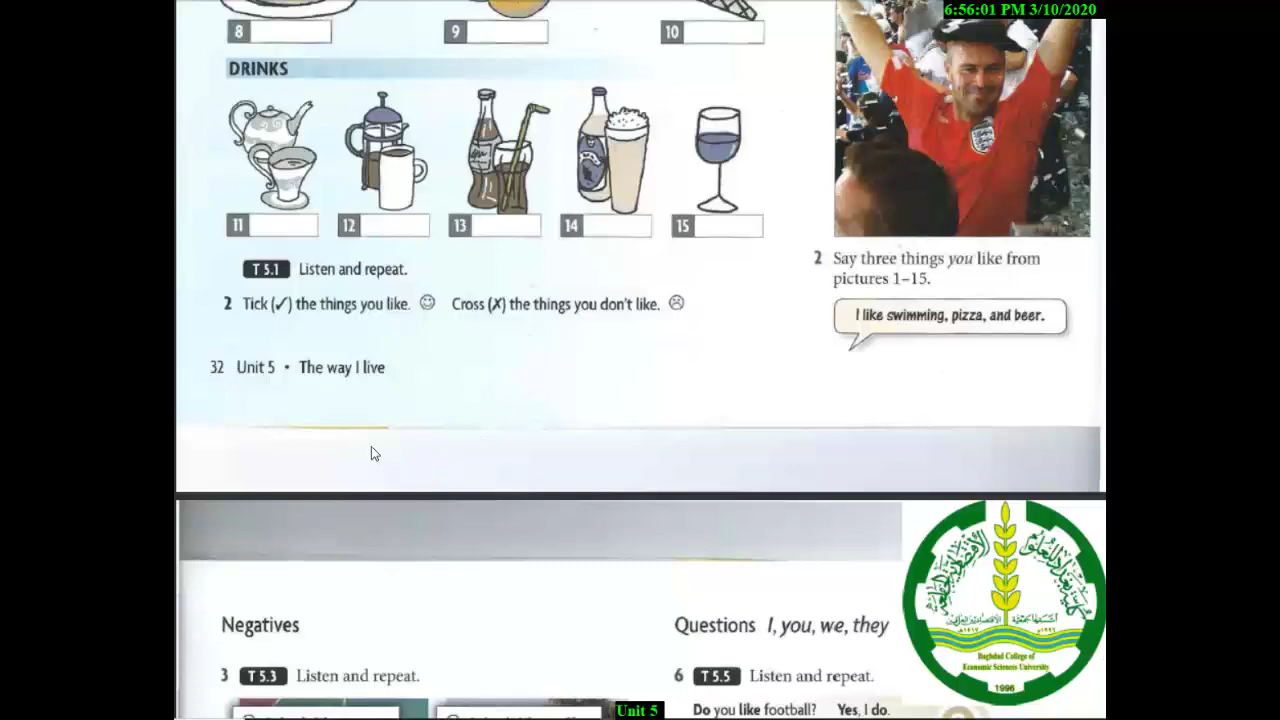 6:56:01 PM 3/10/2020
8
9
10
DRINKS
11
12
13
14
15
T 5.1 Listen and repeat.
2 Tick (✓) the things you like. ☺ Cross (✗) the things you don't like. ☹
32 Unit 5 • The way I live
2 Say three things you like from
pictures 1–15.
I like swimming, pizza, and beer.
Negatives
3 T 5.3 Listen and repeat.
Questions I, you, we, they
6 T 5.5 Listen and repeat.
Do you like football? Yes, I do.
Baghdad College of
Economic Sciences University
1996
Unit 5